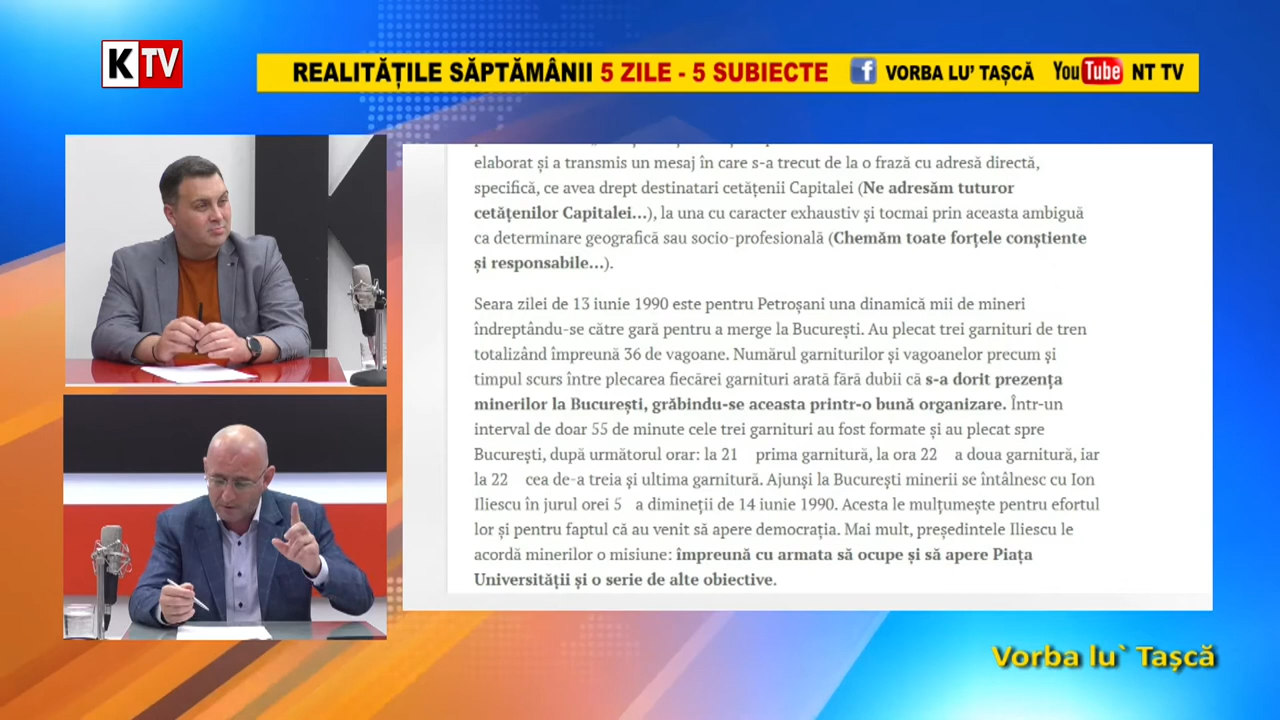 K TV
REALITĂȚILE SĂPTĂMÂNII 5 ZILE - 5 SUBIECTE f VORBA LU' TAȘCĂ YouTube NT TV
elaborat și a transmis un mesaj în care s-a trecut de la o frază cu adresă directă,
specifică, ce avea drept destinatari cetățenii Capitalei (Ne adresăm tuturor
cetățenilor Capitalei...), la una cu caracter exhaustiv și tocmai prin aceasta ambiguă
ca determinare geografică sau socio-profesională (Chemăm toate forțele conștiente
și responsabile...).
Seara zilei de 13 iunie 1990 este pentru Petroșani una dinamică mii de mineri
îndreptându-se către gară pentru a merge la București. Au plecat trei garnituri de tren
totalizând împreună 36 de vagoane. Numărul garniturilor și vagoanelor precum și
timpul scurs între plecarea fiecărei garnituri arată fără dubii că s-a dorit prezența
minerilor la București, grăbindu-se aceasta printr-o bună organizare. Într-un
interval de doar 55 de minute cele trei garnituri au fost formate și au plecat spre
București, după următorul orar: la 21 prima garnitură, la ora 22 a doua garnitură, iar
la 22 cea de-a treia și ultima garnitură. Ajunși la București minerii se întâlnesc cu Ion
Iliescu în jurul orei 5 a dimineții de 14 iunie 1990. Acesta le mulțumește pentru efortul
lor și pentru faptul că au venit să apere democrația. Mai mult, președintele Iliescu le
acordă minerilor o misiune: împreună cu armata să ocupe și să apere Piața
Universității și o serie de alte obiective.
Vorba lu` Tașcă